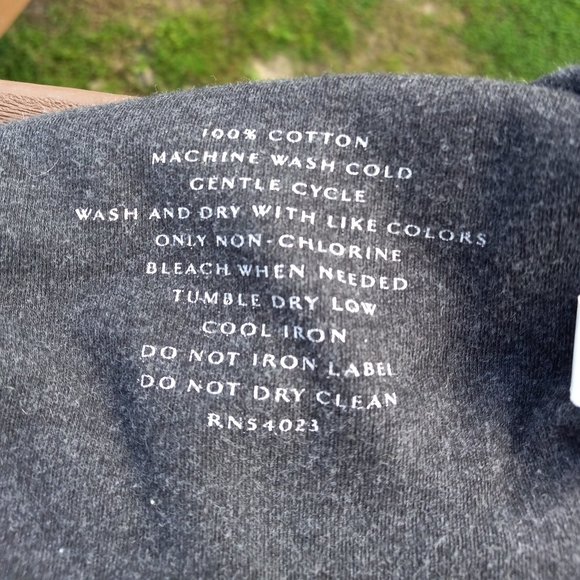 100% COTTON
MACHINE WASH COLD
GENTLE CYCLE
WASH AND DRY WITH LIKE COLORS
ONLY NON-CHLORINE
BLEACH WHEN NEEDED
TUMBLE DRY LOW
COOL IRON
DO NOT IRON LABEL
DO NOT DRY CLEAN
RN54023